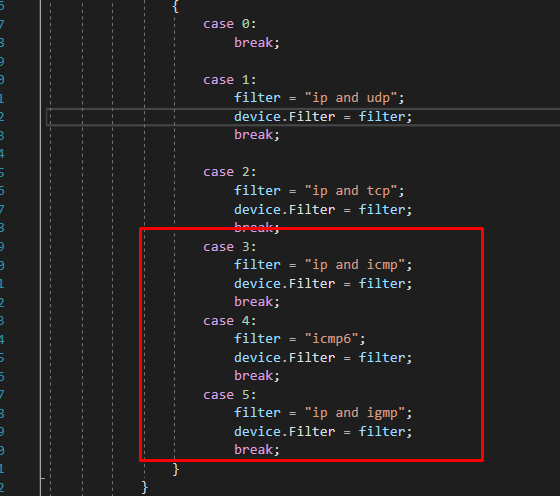 {
case 0:
break;
case 1:
filter = "ip and udp";
device.Filter = filter;
break;
case 2:
filter = "ip and tcp";
device.Filter = filter;
break;
case 3:
filter = "ip and icmp";
device.Filter = filter;
break;
case 4:
filter = "icmp6";
device.Filter = filter;
break;
case 5:
filter = "ip and igmp";
device.Filter = filter;
break;
}
}